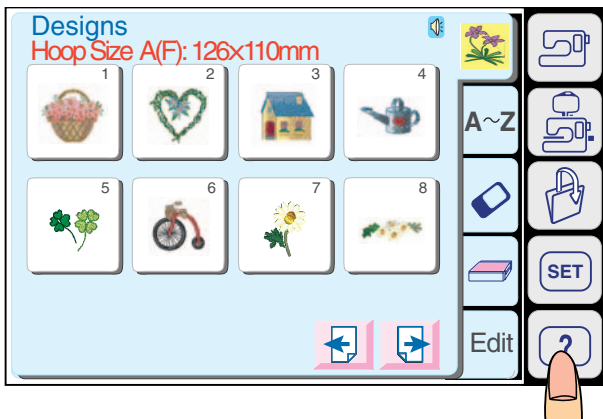 Designs
Hoop Size A(F): 126x110mm
1 2 3 4
5 6 7 8
A~Z
SET
Edit
?